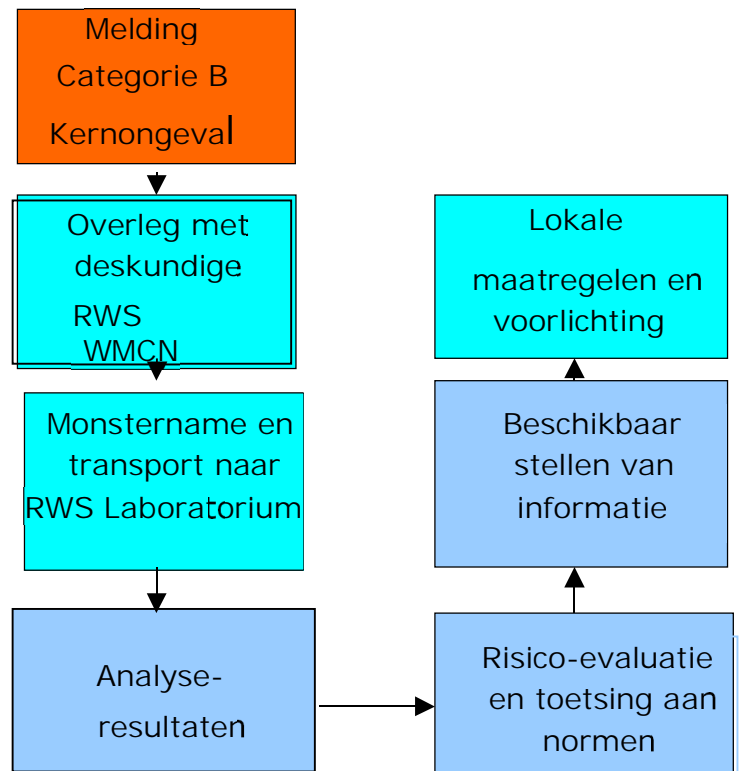 Melding
Categorie B
Kernongeval
Overleg met
deskundige
RWS
WMCN
Monstername en
transport naar
RWS Laboratorium
Analyse-
resultaten
Risico-evaluatie
en toetsing aan
normen
Beschikbaar
stellen van
informatie
Lokale
maatregelen en
voorlichting